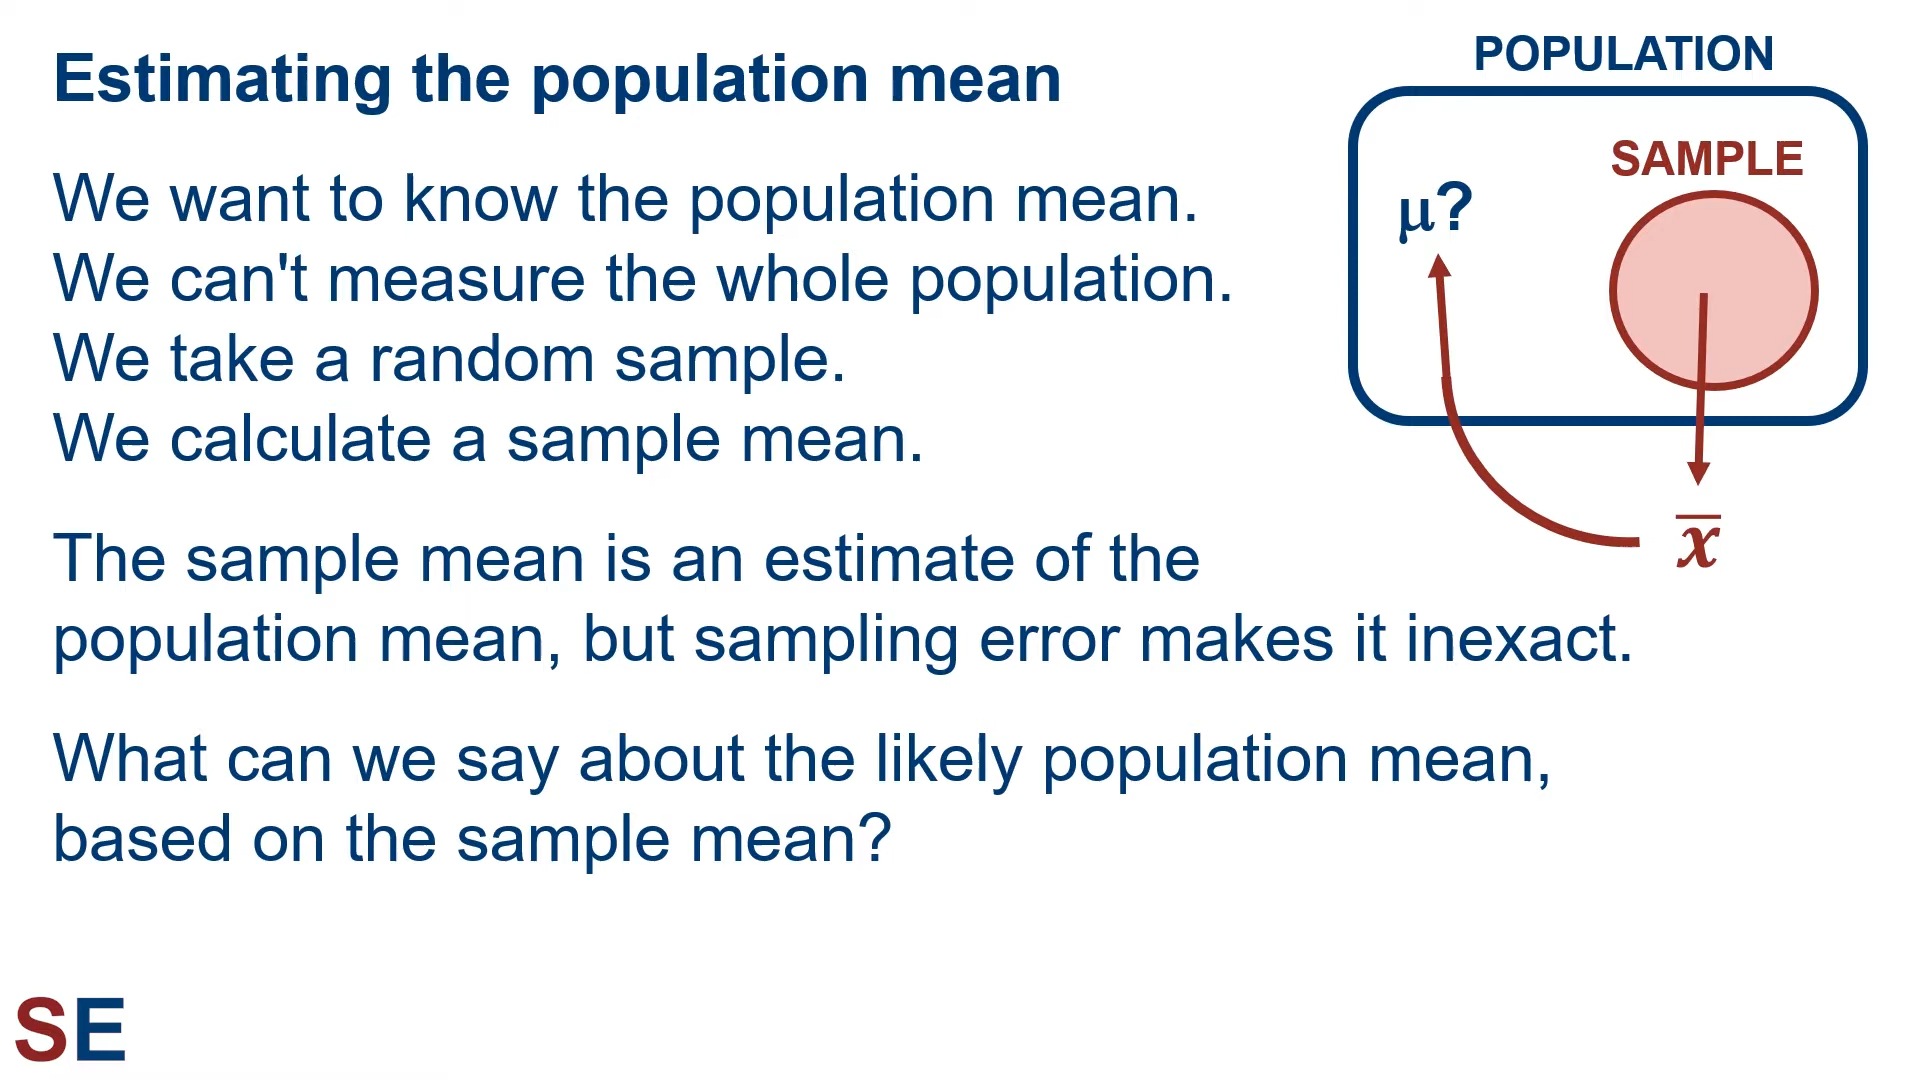 Estimating the population mean
We want to know the population mean.
We can't measure the whole population.
We take a random sample.
We calculate a sample mean.
The sample mean is an estimate of the
population mean, but sampling error makes it inexact.
What can we say about the likely population mean,
based on the sample mean?
POPULATION
SAMPLE
μ?
x̅
SE